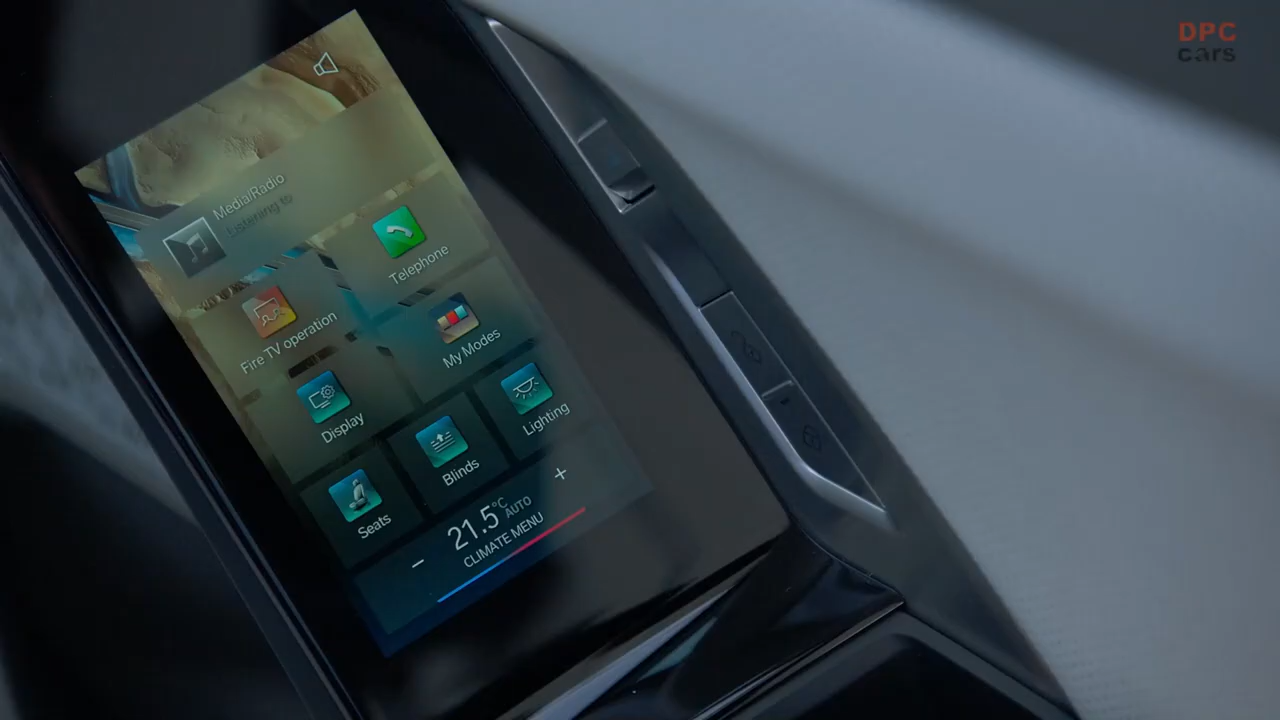 DPC
cars
Media/Radio
Listening to
Telephone
Fire TV operation
My Modes
Display
Lighting
Blinds
Seats
+
21.5°C AUTO
−
CLIMATE MENU